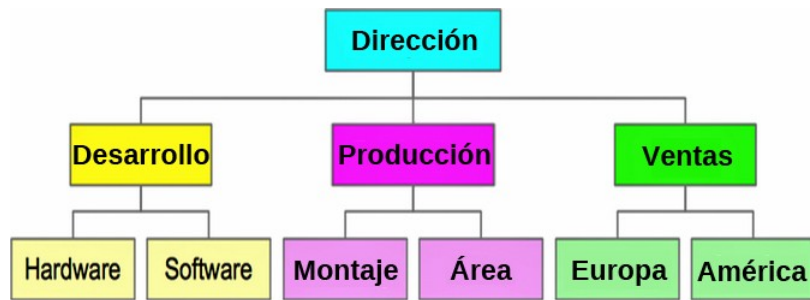 Dirección
Desarrollo
Producción
Ventas
Hardware
Software
Montaje
Área
Europa
América